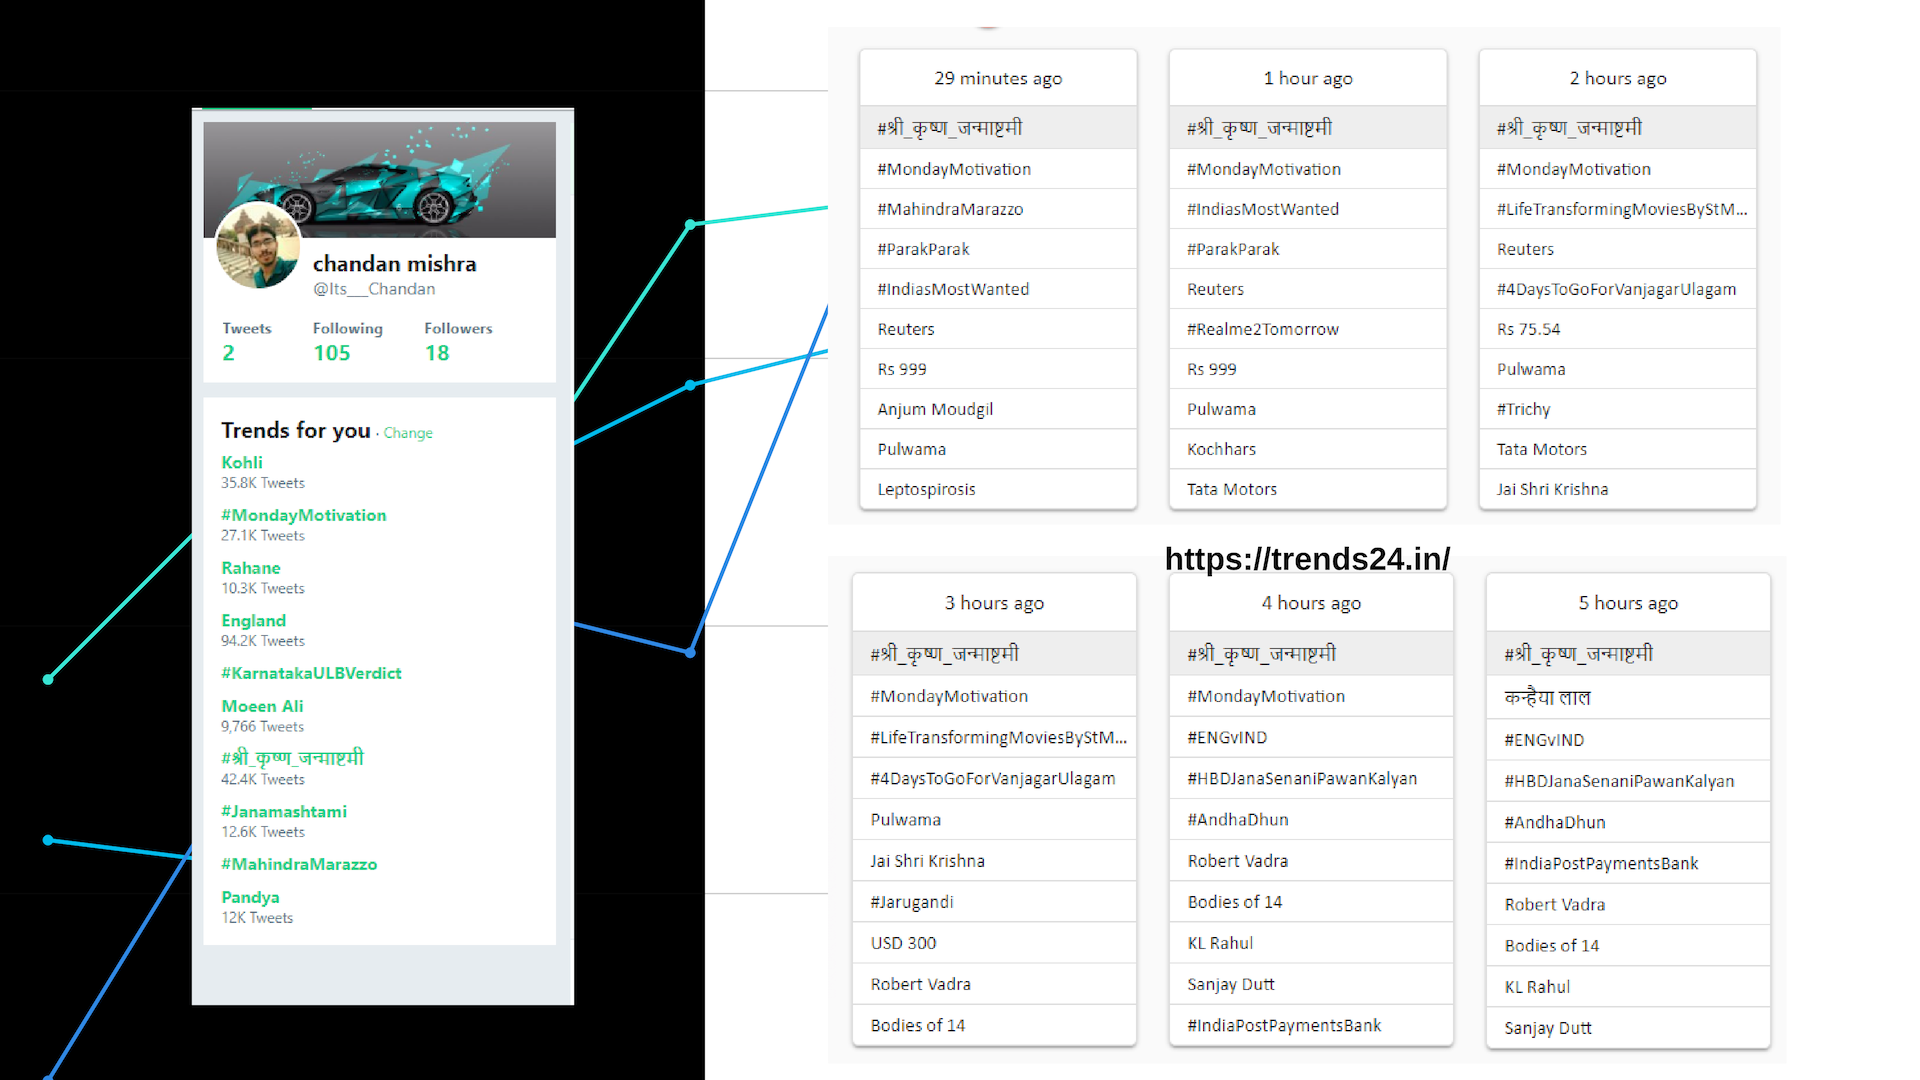 chandan mishra
@Its___Chandan
Tweets Following Followers
2 105 18
Trends for you · Change
Kohli
35.8K Tweets
#MondayMotivation
27.1K Tweets
Rahane
10.3K Tweets
England
94.2K Tweets
#KarnatakaULBVerdict
Moeen Ali
9,766 Tweets
#श्री_कृष्ण_जन्माष्टमी
42.4K Tweets
#Janamashtami
12.6K Tweets
#MahindraMarazzo
Pandya
12K Tweets
29 minutes ago
#श्री_कृष्ण_जन्माष्टमी
#MondayMotivation
#MahindraMarazzo
#ParakParak
#IndiasMostWanted
Reuters
Rs 999
Anjum Moudgil
Pulwama
Leptospirosis
1 hour ago
#श्री_कृष्ण_जन्माष्टमी
#MondayMotivation
#IndiasMostWanted
#ParakParak
Reuters
#Realme2Tomorrow
Rs 999
Pulwama
Kochhars
Tata Motors
2 hours ago
#श्री_कृष्ण_जन्माष्टमी
#MondayMotivation
#LifeTransformingMoviesByStM...
Reuters
#4DaysToGoForVanjagarUlagam
Rs 75.54
Pulwama
#Trichy
Tata Motors
Jai Shri Krishna
https://trends24.in/
3 hours ago
#श्री_कृष्ण_जन्माष्टमी
#MondayMotivation
#LifeTransformingMoviesByStM...
#4DaysToGoForVanjagarUlagam
Pulwama
Jai Shri Krishna
#Jarugandi
USD 300
Robert Vadra
Bodies of 14
4 hours ago
#श्री_कृष्ण_जन्माष्टमी
#MondayMotivation
#ENGvIND
#HBDJanaSenaniPawanKalyan
#AndhaDhun
Robert Vadra
Bodies of 14
KL Rahul
Sanjay Dutt
#IndiaPostPaymentsBank
5 hours ago
#श्री_कृष्ण_जन्माष्टमी
कन्हैया लाल
#ENGvIND
#HBDJanaSenaniPawanKalyan
#AndhaDhun
#IndiaPostPaymentsBank
Robert Vadra
Bodies of 14
KL Rahul
Sanjay Dutt